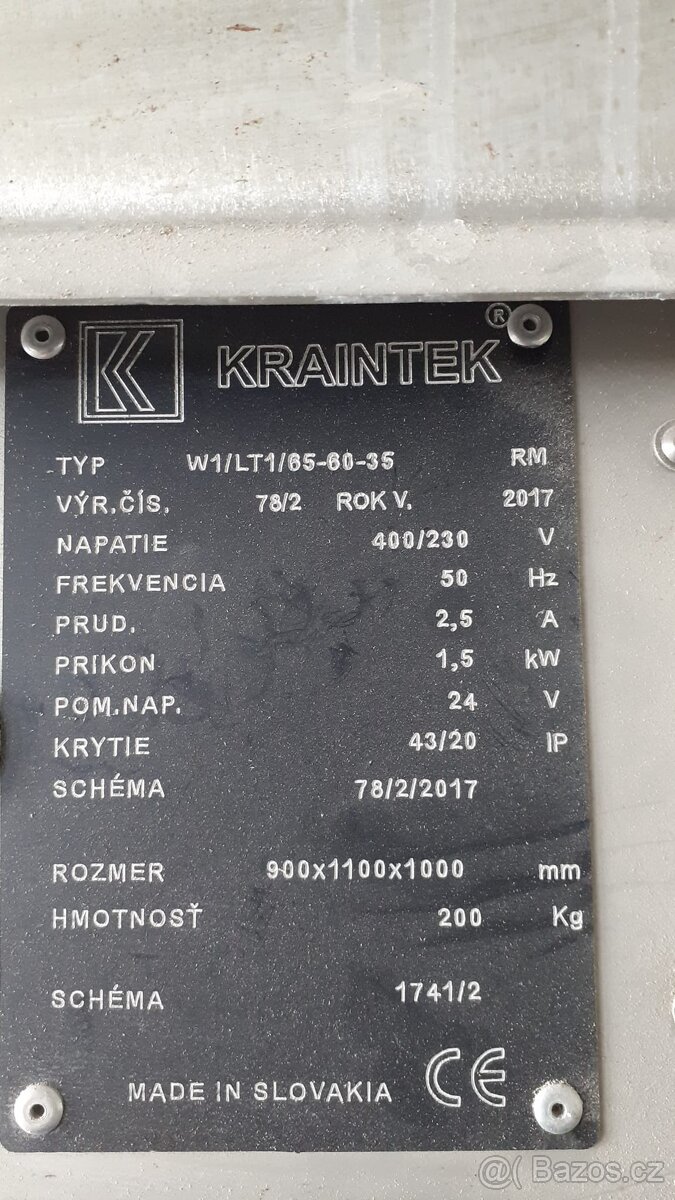 K KRAINTEK ®
TYP W1/LT1/65-60-35 RM
VÝR.ČÍS. 78/2 ROK V. 2017
NAPATIE 400/230 V
FREKVENCIA 50 Hz
PRUD. 2,5 A
PRIKON 1,5 kW
POM.NAP. 24 V
KRYTIE 43/20 IP
SCHÉMA 78/2/2017
ROZMER 900x1100x1000 mm
HMOTNOSŤ 200 Kg
SCHÉMA 1741/2
MADE IN SLOVAKIA CE
@( Bazos.cz